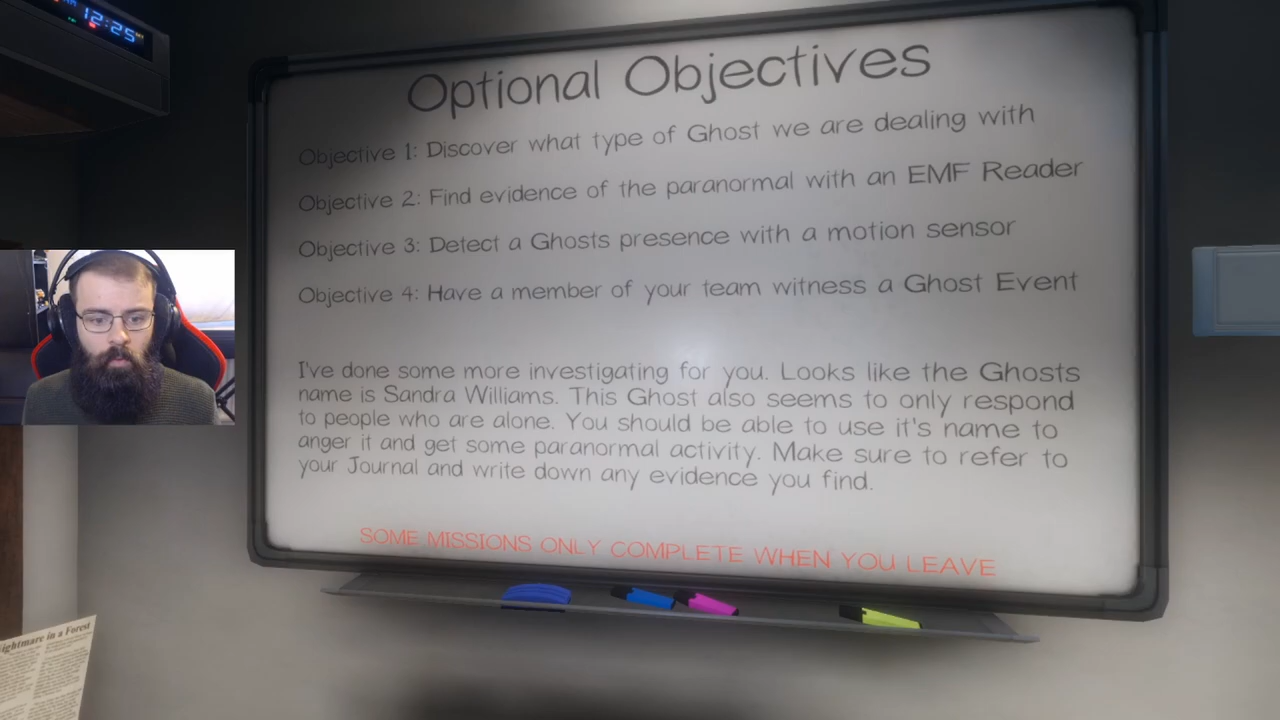 12:25
Optional Objectives
Objective 1: Discover what type of Ghost we are dealing with
Objective 2: Find evidence of the paranormal with an EMF Reader
Objective 3: Detect a Ghosts presence with a motion sensor
Objective 4: Have a member of your team witness a Ghost Event
I've done some more investigating for you. Looks like the Ghosts
name is Sandra Williams. This Ghost also seems to only respond
to people who are alone. You should be able to use it's name to
anger it and get some paranormal activity. Make sure to refer to
your Journal and write down any evidence you find.
SOME MISSIONS ONLY COMPLETE WHEN YOU LEAVE
in a Forest